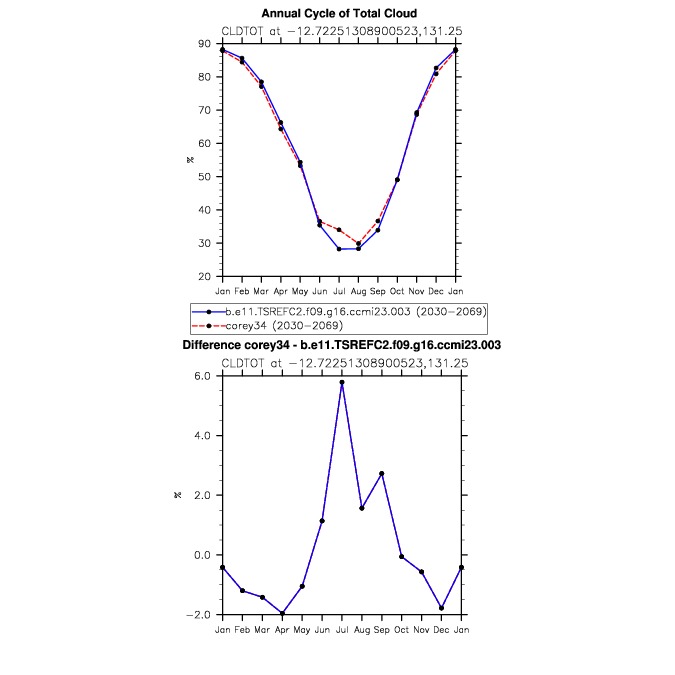 Annual Cycle of Total Cloud
CLDTOT at −12.72251308900523,131.25
90
80
70
60
50
40
30
20
%
Jan Feb Mar Apr May Jun Jul Aug Sep Oct Nov Dec Jan
b.e11.TSREFC2.f09.g16.ccmi23.003 (2030−2069)
corey34 (2030−2069)
Difference corey34 - b.e11.TSREFC2.f09.g16.ccmi23.003
CLDTOT at −12.72251308900523,131.25
6.0
4.0
2.0
0.0
−2.0
%
Jan Feb Mar Apr May Jun Jul Aug Sep Oct Nov Dec Jan